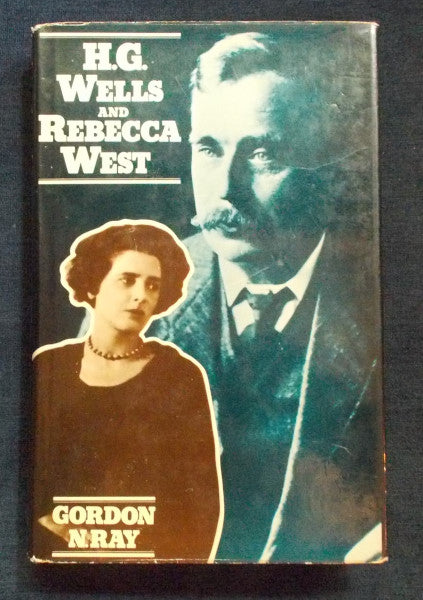 H.G.
WELLS
AND
REBECCA
WEST
GORDON
N. RAY